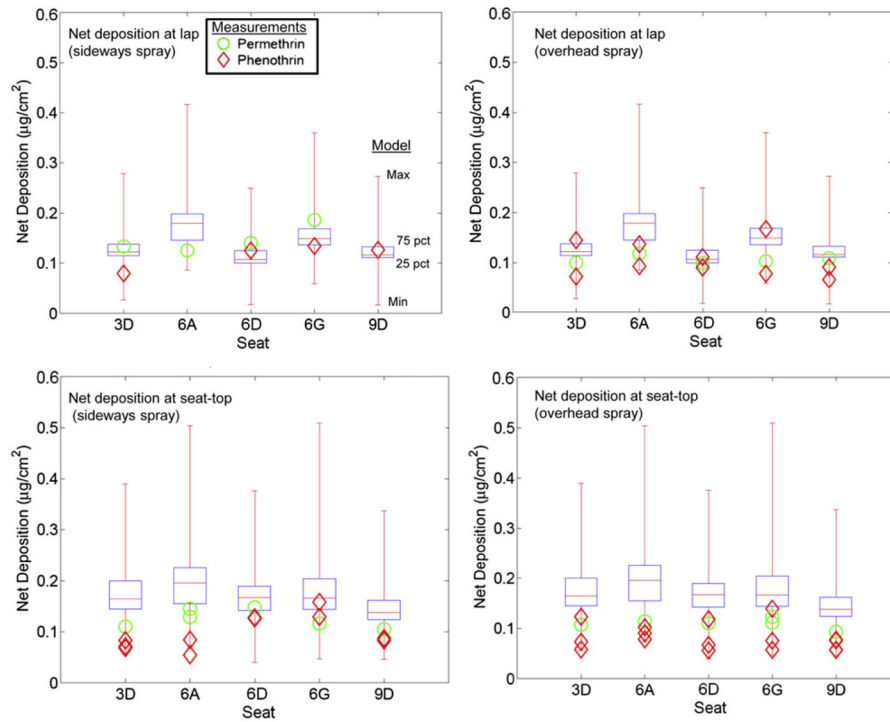 Net deposition at lap
(sideways spray)
Measurements
Permethrin
Phenothrin
Model
Max
75 pct
25 pct
Min
0.6
0.5
0.4
0.3
0.2
0.1
0
Net Deposition (µg/cm²)
3D 6A 6D 6G 9D
Seat
Net deposition at lap
(overhead spray)
0.6
0.5
0.4
0.3
0.2
0.1
0
Net Deposition (µg/cm²)
3D 6A 6D 6G 9D
Seat
Net deposition at seat-top
(sideways spray)
0.6
0.5
0.4
0.3
0.2
0.1
0
Net Deposition (µg/cm²)
3D 6A 6D 6G 9D
Seat
Net deposition at seat-top
(overhead spray)
0.6
0.5
0.4
0.3
0.2
0.1
0
Net Deposition (µg/cm²)
3D 6A 6D 6G 9D
Seat